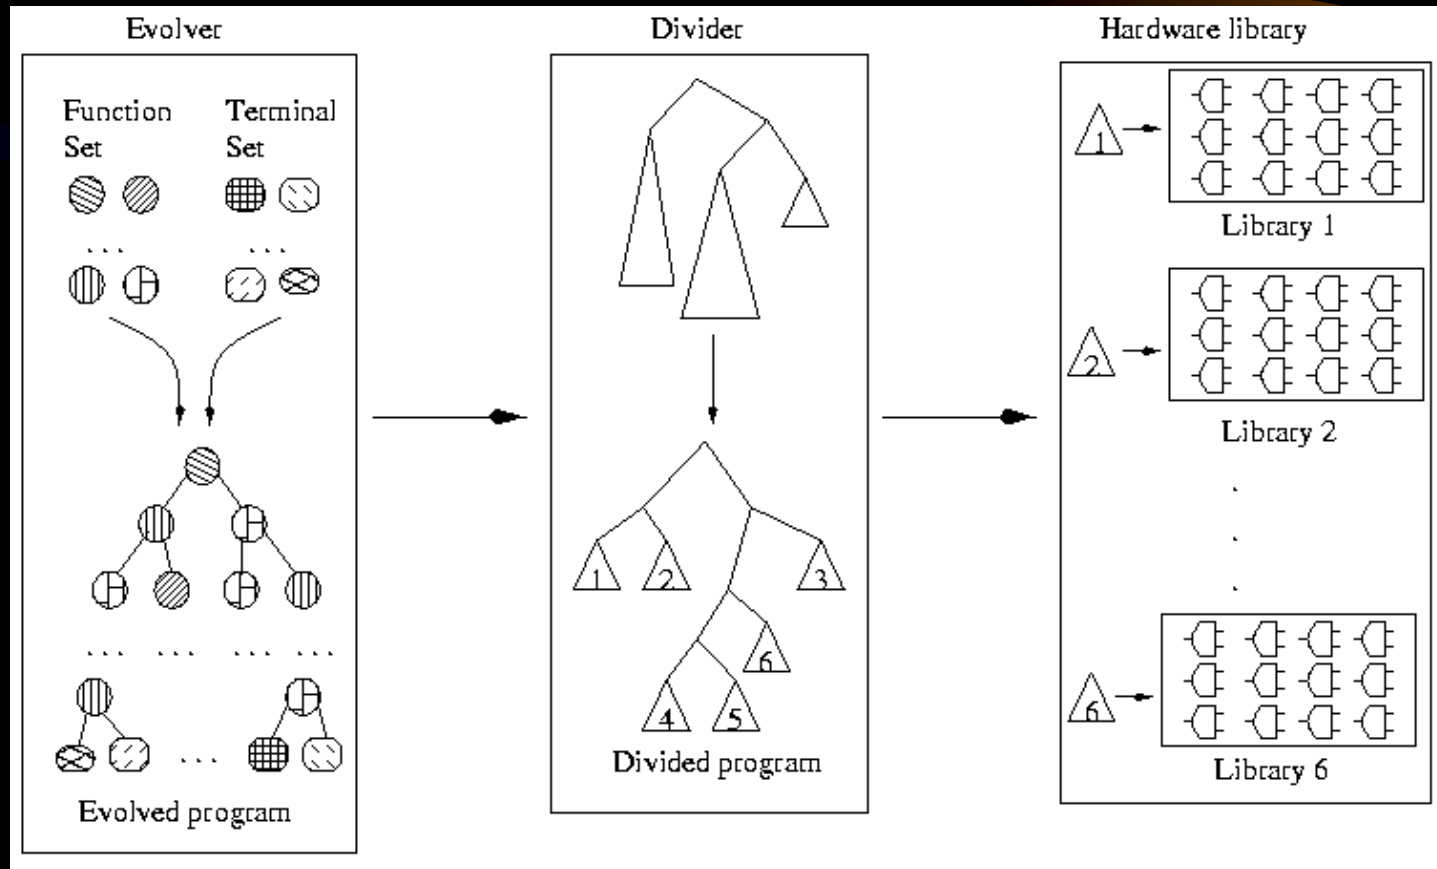 Evolver
Function
Set
Terminal
Set
. . .
. . .
. . .
. . .
. . .
. . .
. . .
Evolved program
Divider
1
2
3
6
4
5
Divided program
Hardware library
1
Library 1
2
Library 2
.
.
.
6
Library 6